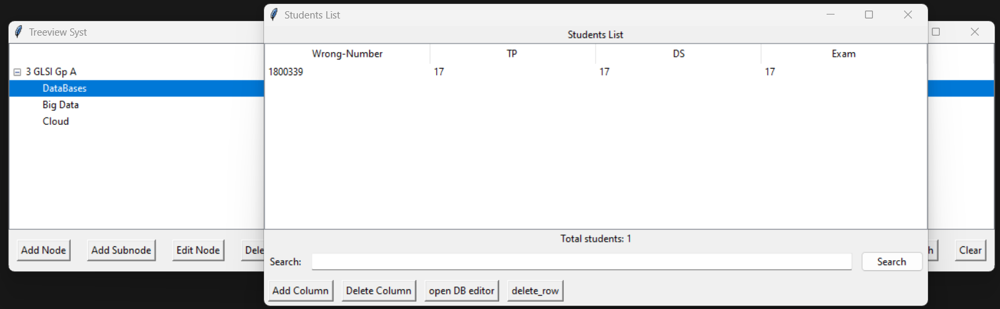 Treeview Syst
3 GLSI Gp A
DataBases
Big Data
Cloud
Add Node Add Subnode Edit Node Dele
Students List
Students List
Wrong-Number TP DS Exam
1800339 17 17 17
Total students: 1
Search: Search
Add Column Delete Column open DB editor delete_row
h Clear